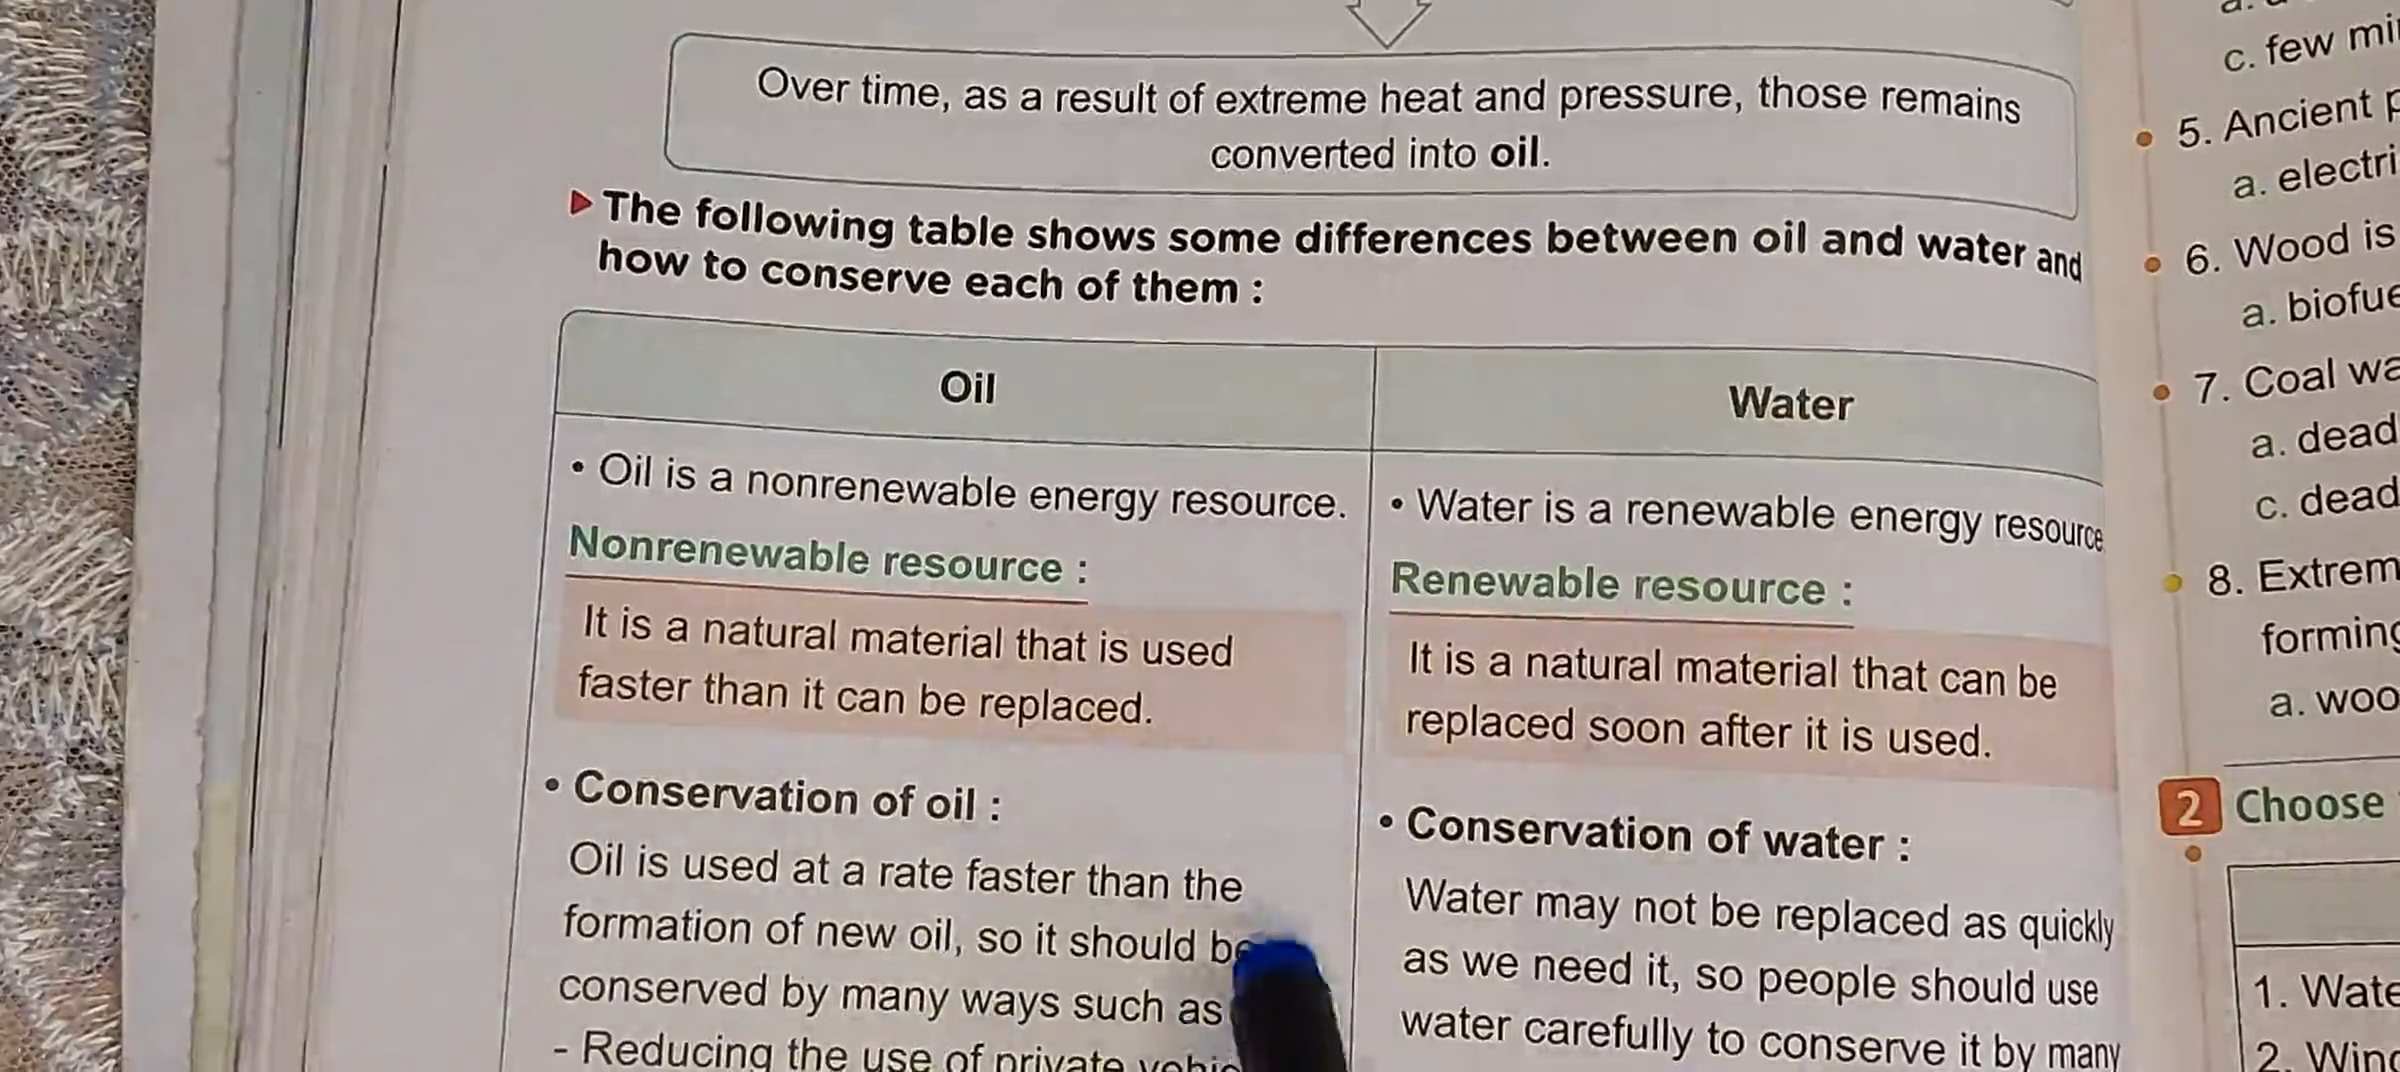 Over time, as a result of extreme heat and pressure, those remains
converted into oil.
The following table shows some differences between oil and water and
how to conserve each of them :
Oil
• Oil is a nonrenewable energy resource.
Nonrenewable resource :
It is a natural material that is used
faster than it can be replaced.
• Conservation of oil :
Oil is used at a rate faster than the
formation of new oil, so it should be
conserved by many ways such as
- Reducing the use of private
Water
• Water is a renewable energy resource
Renewable resource :
It is a natural material that can be
replaced soon after it is used.
• Conservation of water :
Water may not be replaced as quickly
as we need it, so people should use
water carefully to conserve it by many
c. few
5. Ancient
a.
6. Wood is
a.
7. Coal
a. dead
c. dead
8.
a.
2 Choose
1.
2.